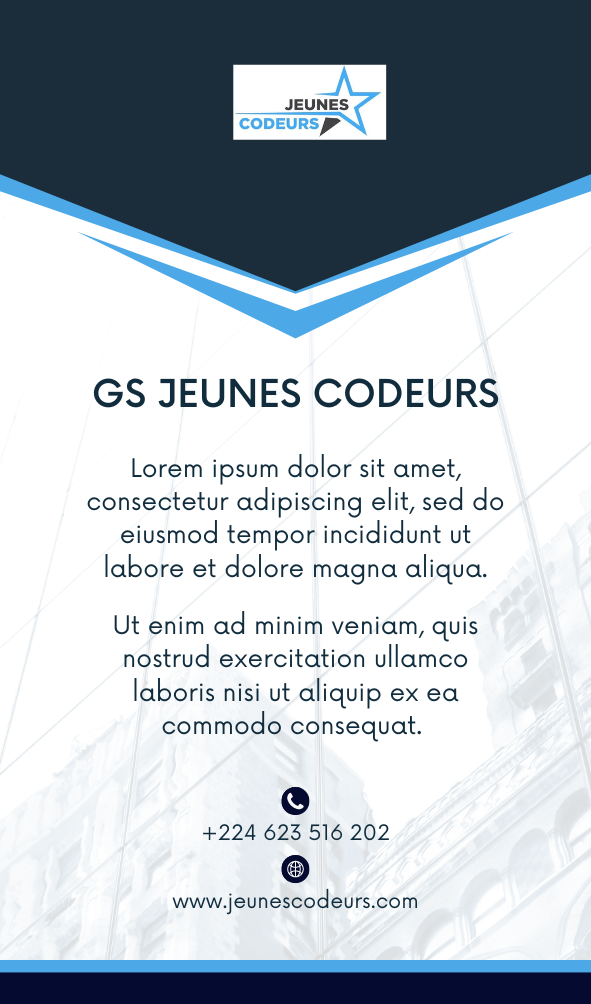 JEUNES
CODEURS
GS JEUNES CODEURS
Lorem ipsum dolor sit amet,
consectetur adipiscing elit, sed do
eiusmod tempor incididunt ut
labore et dolore magna aliqua.
Ut enim ad minim veniam, quis
nostrud exercitation ullamco
laboris nisi ut aliquip ex ea
commodo consequat.
+224 623 516 202
www.jeunescodeurs.com